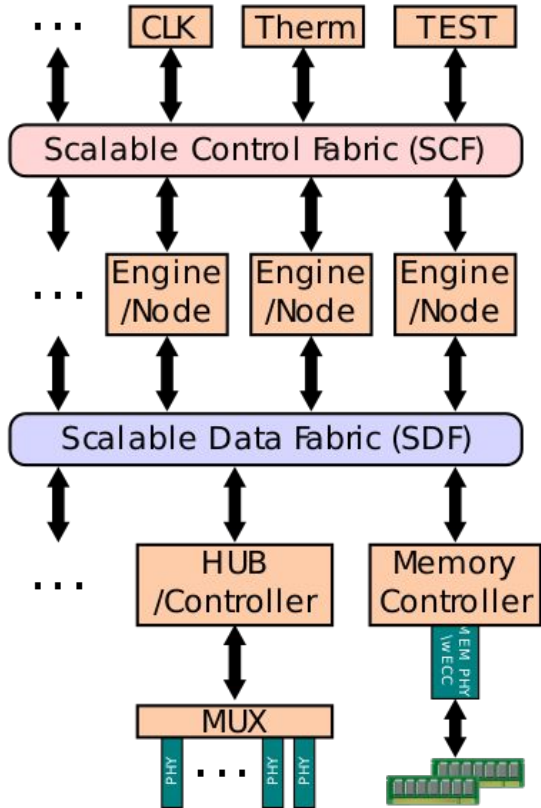 ... CLK Therm TEST
Scalable Control Fabric (SCF)
... Engine Engine Engine
/Node /Node /Node
Scalable Data Fabric (SDF)
... HUB Memory
/Controller Controller
MEM PHY
\wECC
MUX
PHY ... PHY PHY